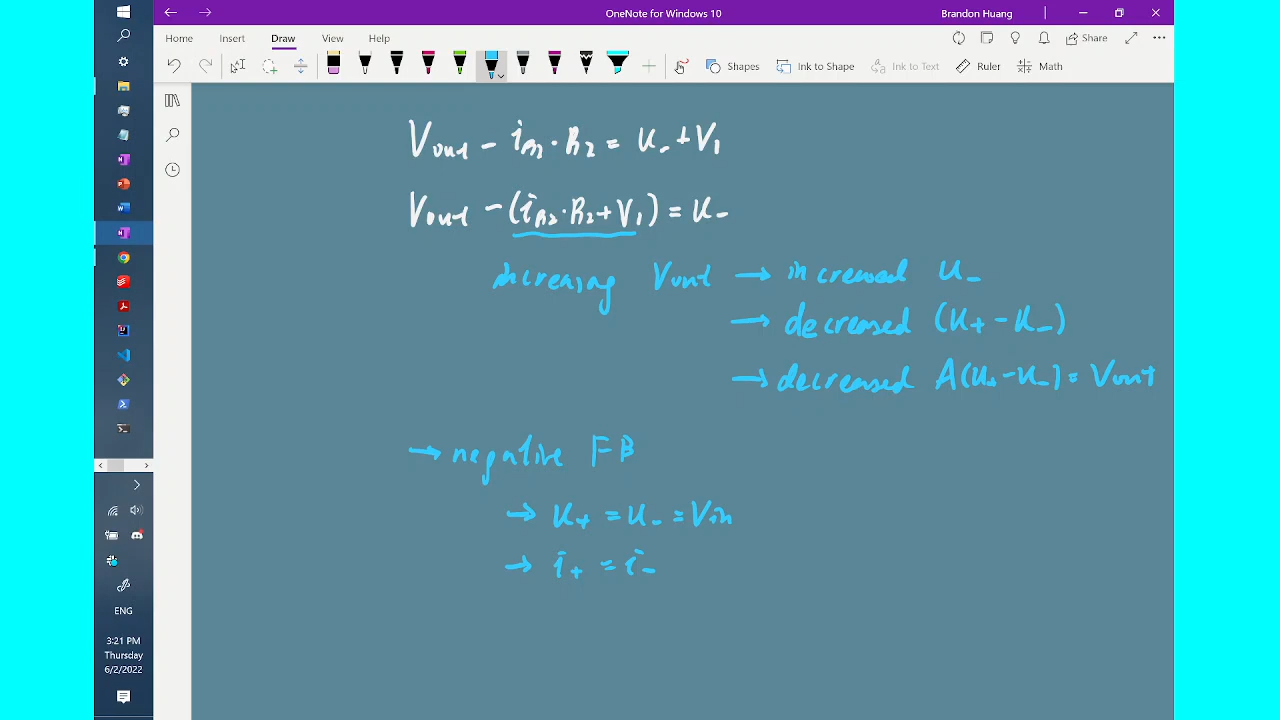 OneNote for Windows 10
Brandon Huang
Home Insert Draw View Help
Share
Shapes Ink to Shape Ink to Text Ruler Math
Vout - iR2 · R2 = u- + V1
Vout - (iR2 · R2 + V1) = u-
increasing Vout → increased u-
→ decreased (u+ - u-)
→ decreased A(u+ - u-) = Vout
→ negative FB
→ u+ = u- = Vin
→ i+ = i-
ENG
3:21 PM
Thursday
6/2/2022